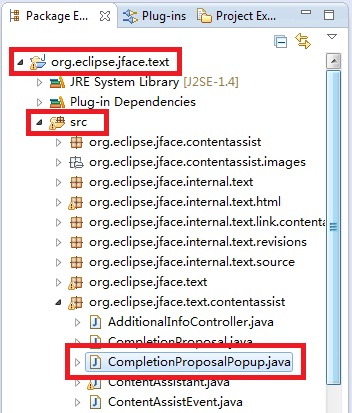 Package E... Plug-ins Project Ex...
org.eclipse.jface.text
JRE System Library [J2SE-1.4]
Plug-in Dependencies
src
org.eclipse.jface.contentassist
org.eclipse.jface.contentassist.images
org.eclipse.jface.internal.text
org.eclipse.jface.internal.text.html
org.eclipse.jface.internal.text.link.contenta
org.eclipse.jface.internal.text.revisions
org.eclipse.jface.internal.text.source
org.eclipse.jface.text
org.eclipse.jface.text.contentassist
AdditionalInfoController.java
CompletionProposal.java
CompletionProposalPopup.java
ContentAssistant.java
ContentAssistEvent.java